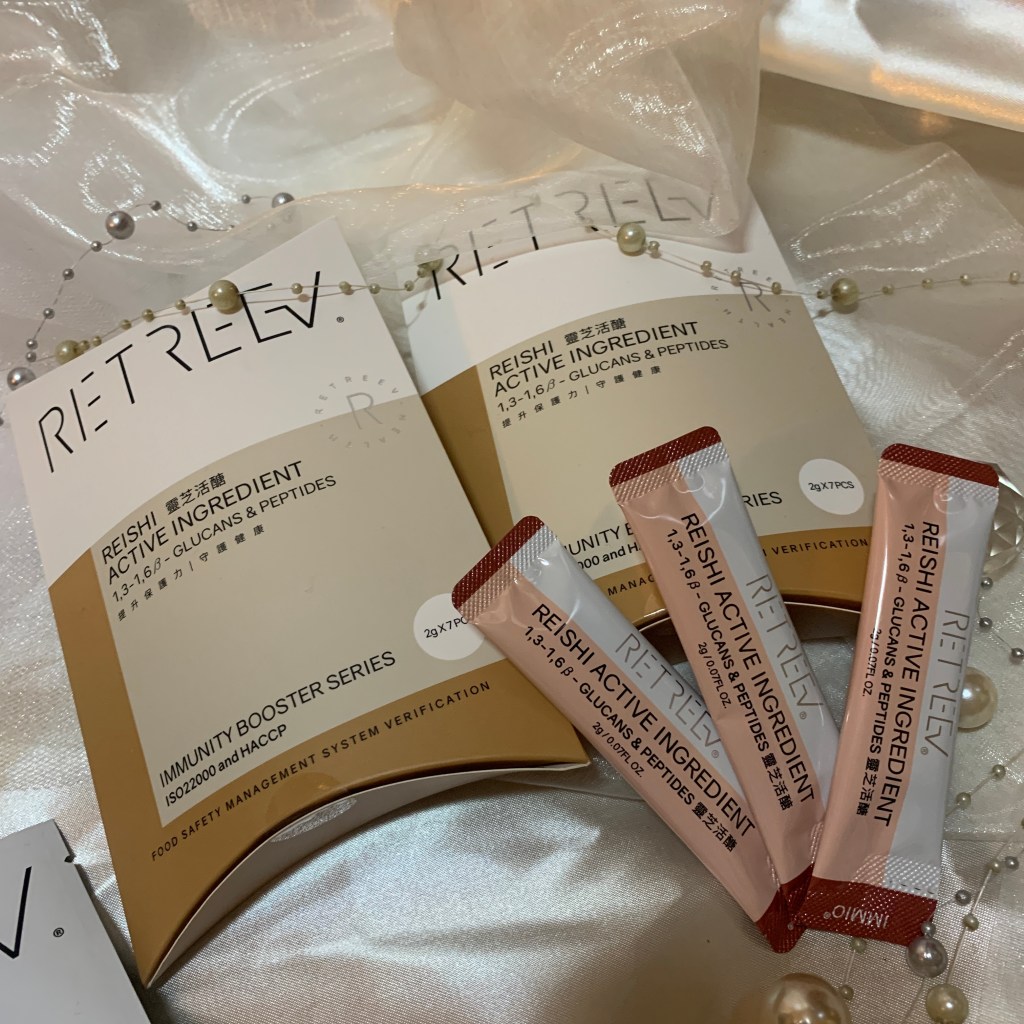 RETREEV®
REISHI 靈芝活醣
ACTIVE INGREDIENT
1,3-1,6β- GLUCANS & PEPTIDES
提升保護力|守護健康
2gX7PC
IMMUNITY BOOSTER SERIES
ISO22000 and HACCP
FOOD SAFETY MANAGEMENT SYSTEM VERIFICATION
RETREEV
REISHI 靈芝活醣
ACTIVE INGREDIENT
1,3-1,6β- GLUCANS & PEPTIDES
提升保護力|守護健康
2gX7PCS
SERIES
VERIFICATION
RETREEV®
REISHI ACTIVE INGREDIENT
1,3-1,6β- GLUCANS & PEPTIDES 靈芝活醣
2g/0.07FL OZ.
RETREEV®
REISHI ACTIVE INGREDIENT
1,3-1,6β- GLUCANS & PEPTIDES 靈芝活醣
2g/0.07FL OZ.
RETREEV®
REISHI ACTIVE INGREDIENT
1,3-1,6β- GLUCANS & PEPTIDES 靈芝活醣
2g/0.07FL OZ.
iMMIO®
V®